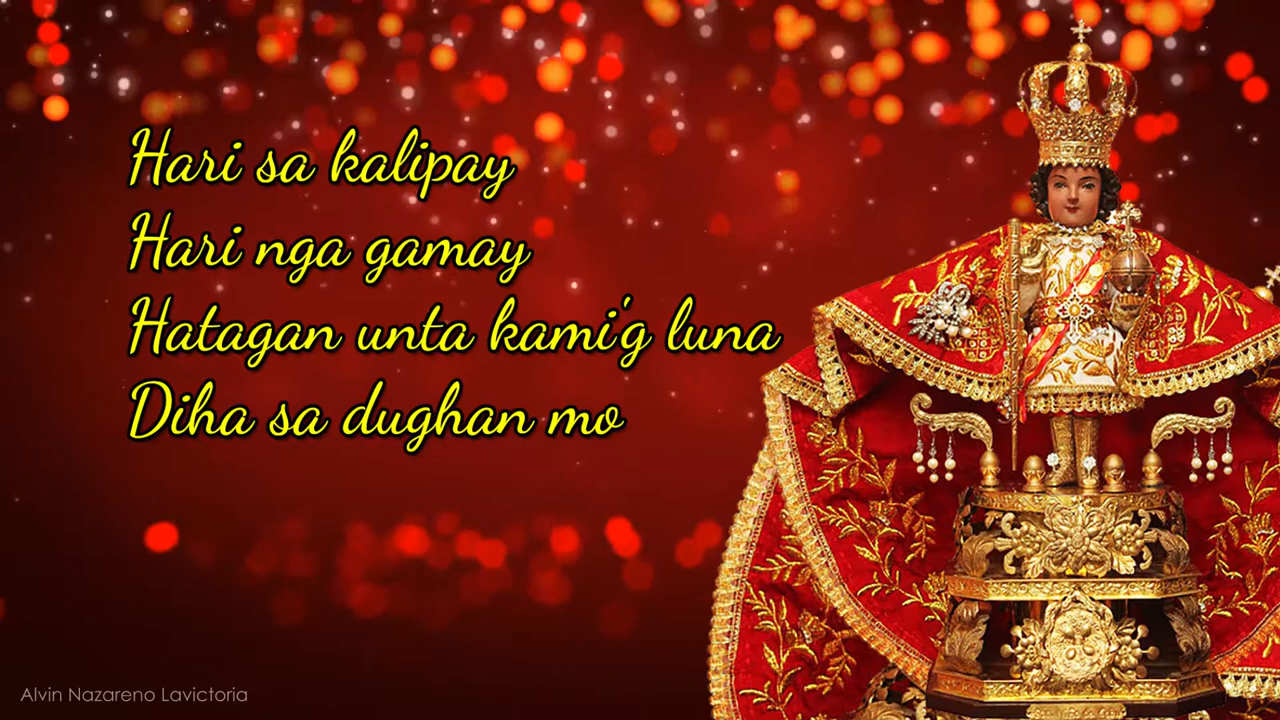 Hari sa kalipay
Hari nga gamay
Hatagan unta kami'g luna
Diha sa dughan mo
Alvin Nazareno Lavictoria